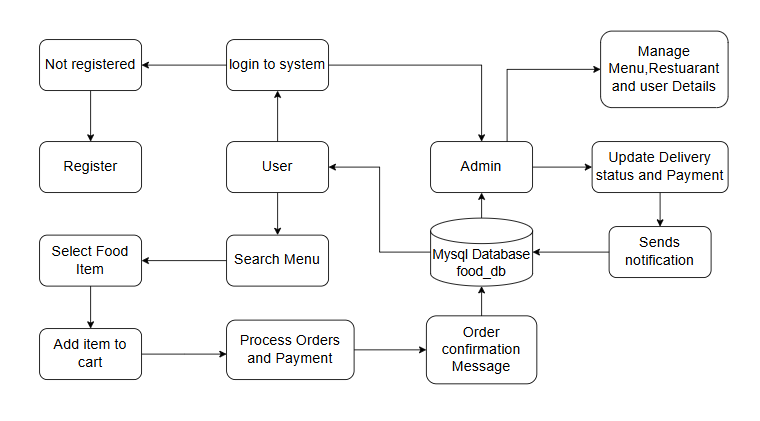 Not registered
login to system
Manage
Menu,Restuarant
and user Details
Register
User
Admin
Update Delivery
status and Payment
Select Food
Item
Search Menu
Mysql Database
food_db
Sends
notification
Add item to
cart
Process Orders
and Payment
Order
confirmation
Message